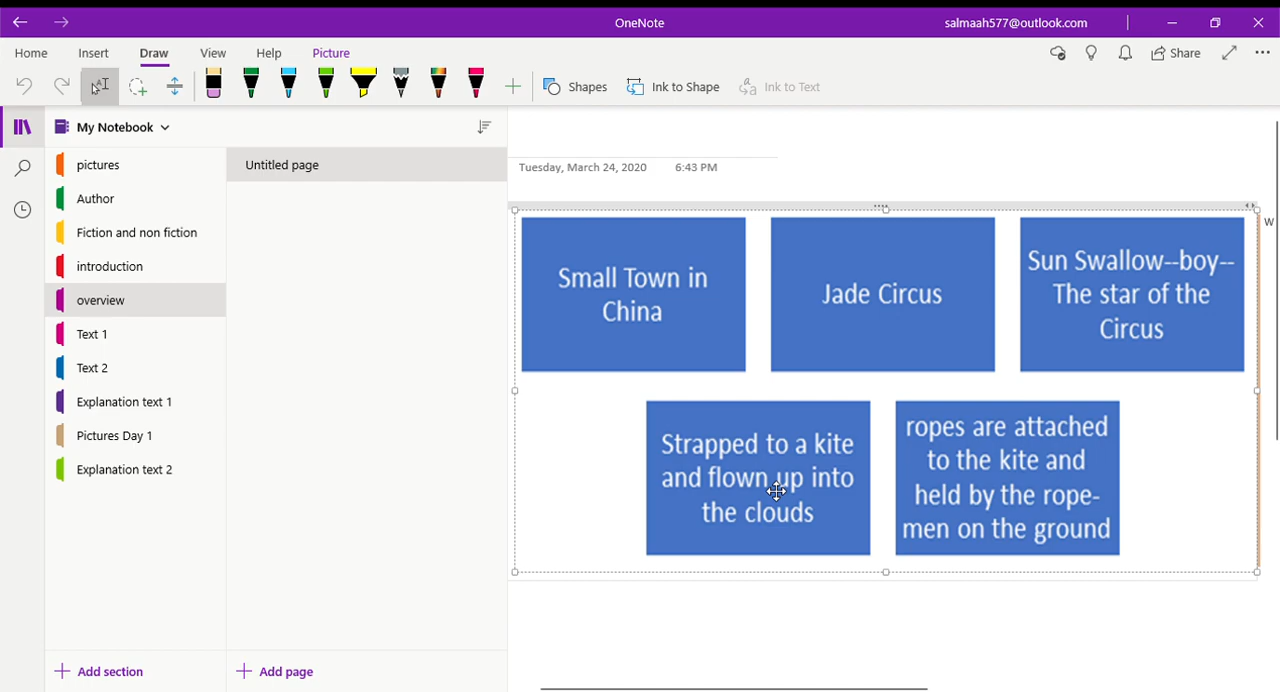 OneNote
salmaah577@outlook.com
Home Insert Draw View Help Picture
Share
Shapes Ink to Shape Ink to Text
My Notebook
pictures
Author
Fiction and non fiction
introduction
overview
Text 1
Text 2
Explanation text 1
Pictures Day 1
Explanation text 2
Add section
Untitled page
Add page
Tuesday, March 24, 2020 6:43 PM
Small Town in
China
Jade Circus
Sun Swallow--boy--
The star of the
Circus
W
Strapped to a kite
and flown up into
the clouds
ropes are attached
to the kite and
held by the rope-
men on the ground